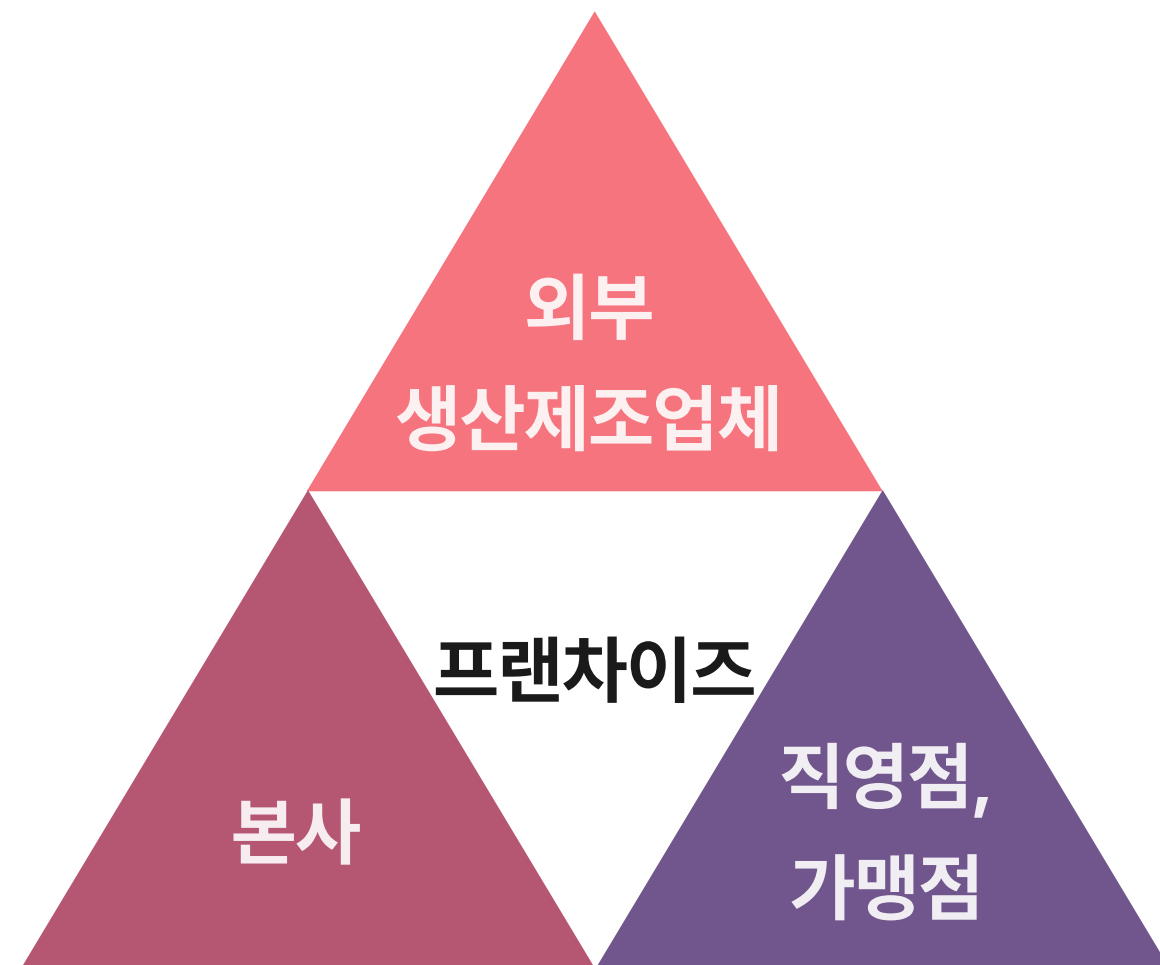 외부
생산제조업체
프랜차이즈
본사
직영점,
가맹점